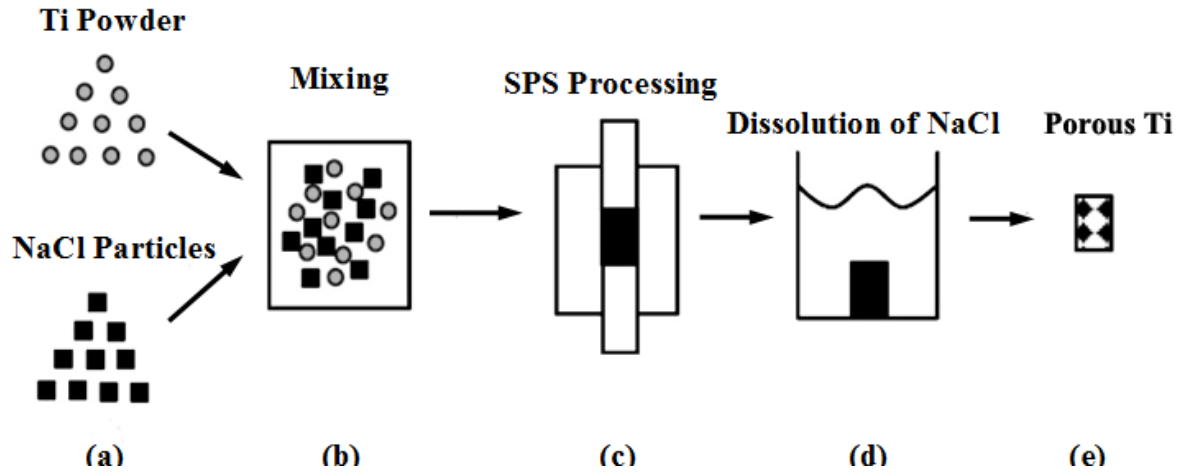 Ti Powder
Mixing
SPS Processing
Dissolution of NaCl
Porous Ti
NaCl Particles
(a)
(b)
(c)
(d)
(e)